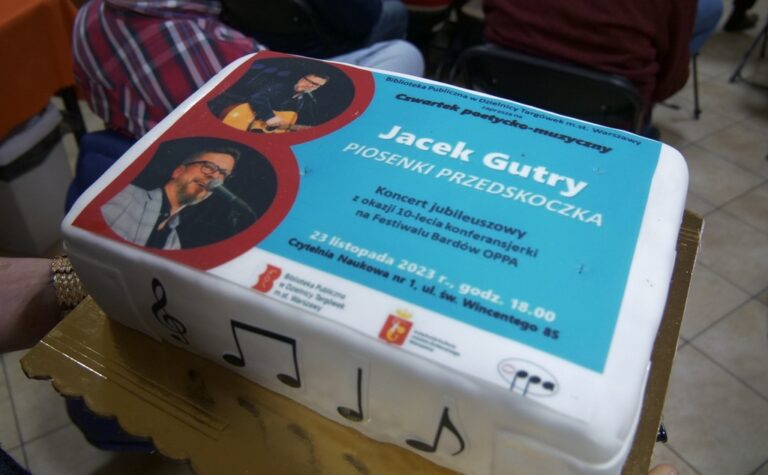 Biblioteka Publiczna w Dzielnicy Targówek m.st. Warszawy
zaprasza na
Czwartek poetycko-muzyczny
Jacek Gutry
PIOSENKI PRZEDSKOCZKA
Koncert jubileuszowy
z okazji 10-lecia konferansjerki
na Festiwalu Bardów OPPA
23 listopada 2023 r., godz. 18.00
Czytelnia Naukowa nr 1, ul. św. Wincentego 85
Biblioteka Publiczna
w Dzielnicy Targówek
m.st. Warszawy